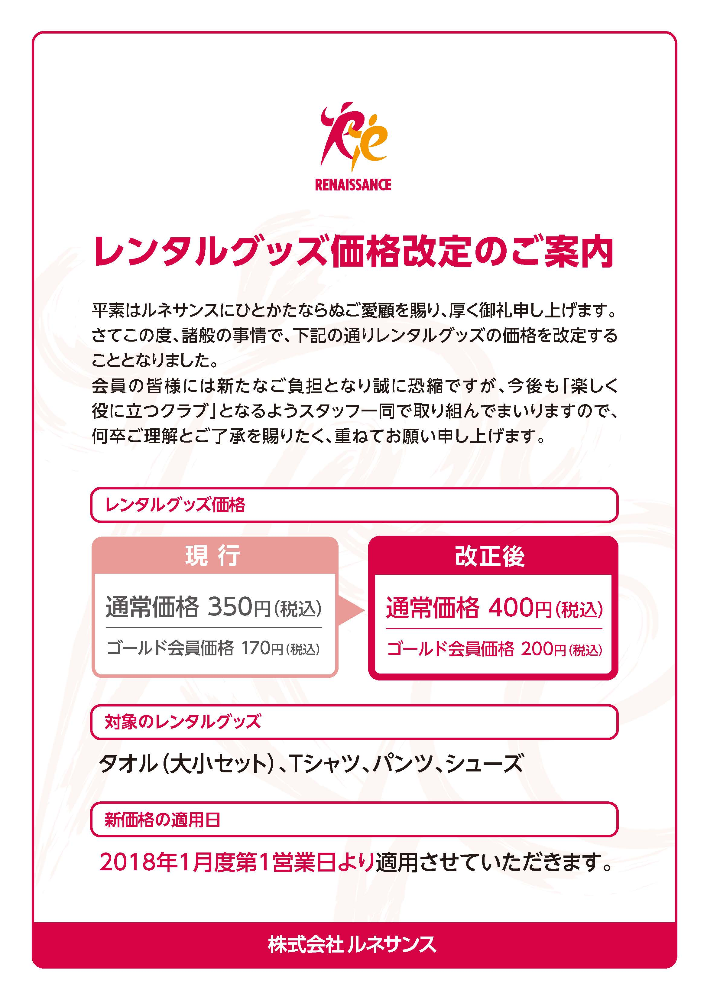 Re
RENAISSANCE
レンタルグッズ価格改定のご案内
平素はルネサンスにひとかたならぬご愛顧を賜り、厚く御礼申し上げます。
さてこの度、諸般の事情で、下記の通りレンタルグッズの価格を改定する
こととなりました。
会員の皆様には新たなご負担となり誠に恐縮ですが、今後も「楽しく
役に立つクラブ」となるようスタッフ一同で取り組んでまいりますので、
何卒ご理解とご了承を賜りたく、重ねてお願い申し上げます。
レンタルグッズ価格
現 行
通常価格 350円(税込)
ゴールド会員価格 170円(税込)
改正後
通常価格 400円(税込)
ゴールド会員価格 200円(税込)
対象のレンタルグッズ
タオル(大小セット)、Tシャツ、パンツ、シューズ
新価格の適用日
2018年1月度第1営業日より適用させていただきます。
株式会社 ルネサンス